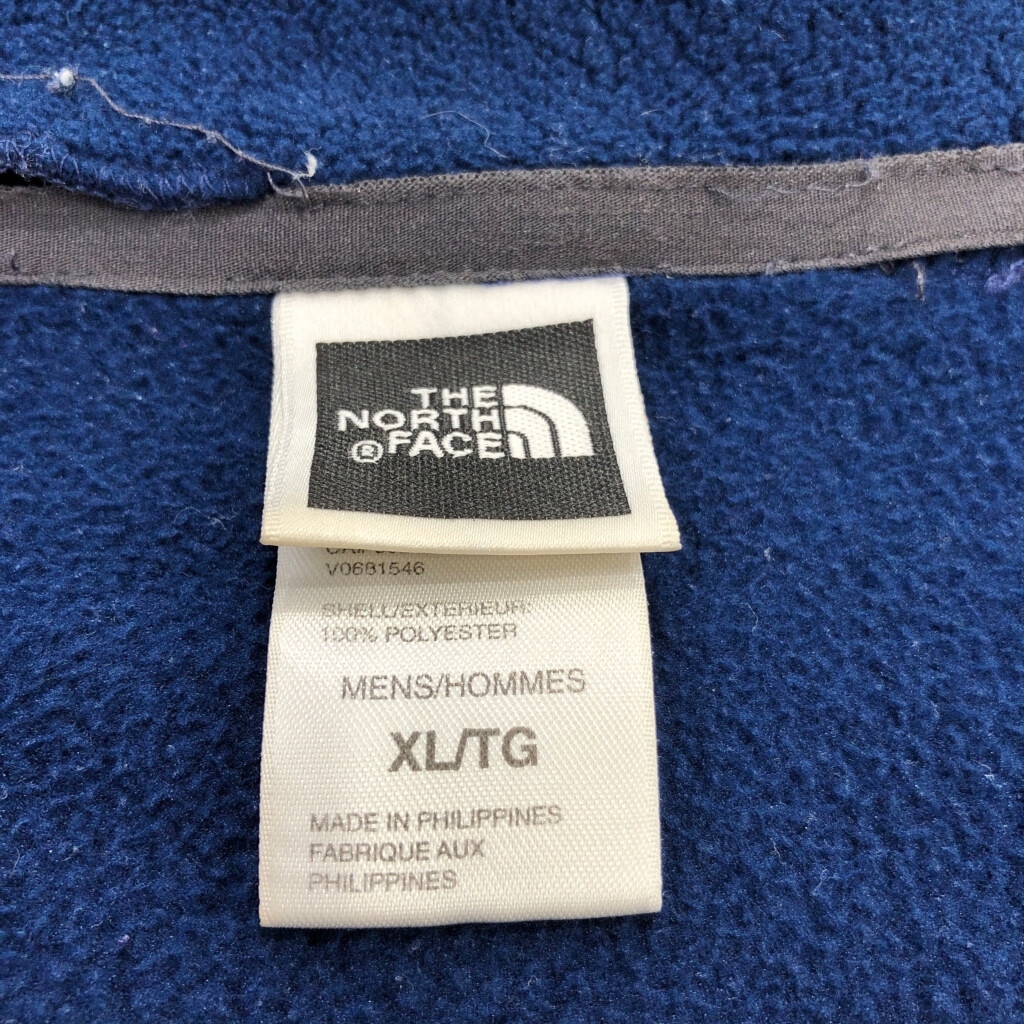 THE
NORTH
® FACE
V0681546
SHELL/EXTERIEUR:
100% POLYESTER
MENS/HOMMES
XL/TG
MADE IN PHILIPPINES
FABRIQUE AUX
PHILIPPINES